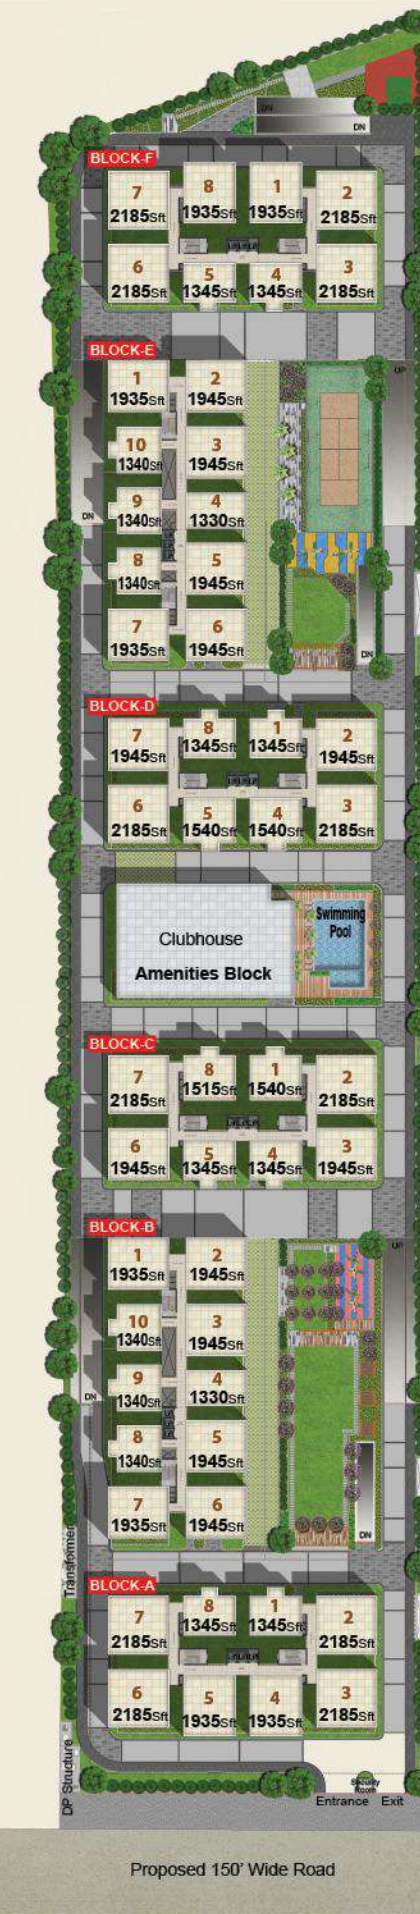 DN
DN
BLOCK-F
7
2185Sft
8
1935Sft
1
1935Sft
2
2185Sft
6
2185Sft
5
1345Sft
4
1345Sft
3
2185Sft
BLOCK-E
UP
1
1935Sft
2
1945Sft
10
1340Sft
3
1945Sft
9
1340Sft
4
1330Sft
DN
8
1340Sft
5
1945Sft
7
1935Sft
6
1945Sft
DN
BLOCK-D
7
1945Sft
8
1345Sft
1
1345Sft
2
1945Sft
6
2185Sft
5
1540Sft
4
1540Sft
3
2185Sft
Clubhouse
Amenities Block
Swimming
Pool
BLOCK-C
7
2185Sft
8
1515Sft
1
1540Sft
2
2185Sft
6
1945Sft
5
1345Sft
4
1345Sft
3
1945Sft
BLOCK-B
UP
1
1935Sft
2
1945Sft
10
1340Sft
3
1945Sft
9
1340Sft
4
1330Sft
DN
8
1340Sft
5
1945Sft
7
1935Sft
6
1945Sft
DN
Transformer
BLOCK-A
7
2185Sft
8
1345Sft
1
1345Sft
2
2185Sft
6
2185Sft
5
1935Sft
4
1935Sft
3
2185Sft
DP Structure
Security
Room
Entrance Exit
Proposed 150' Wide Road